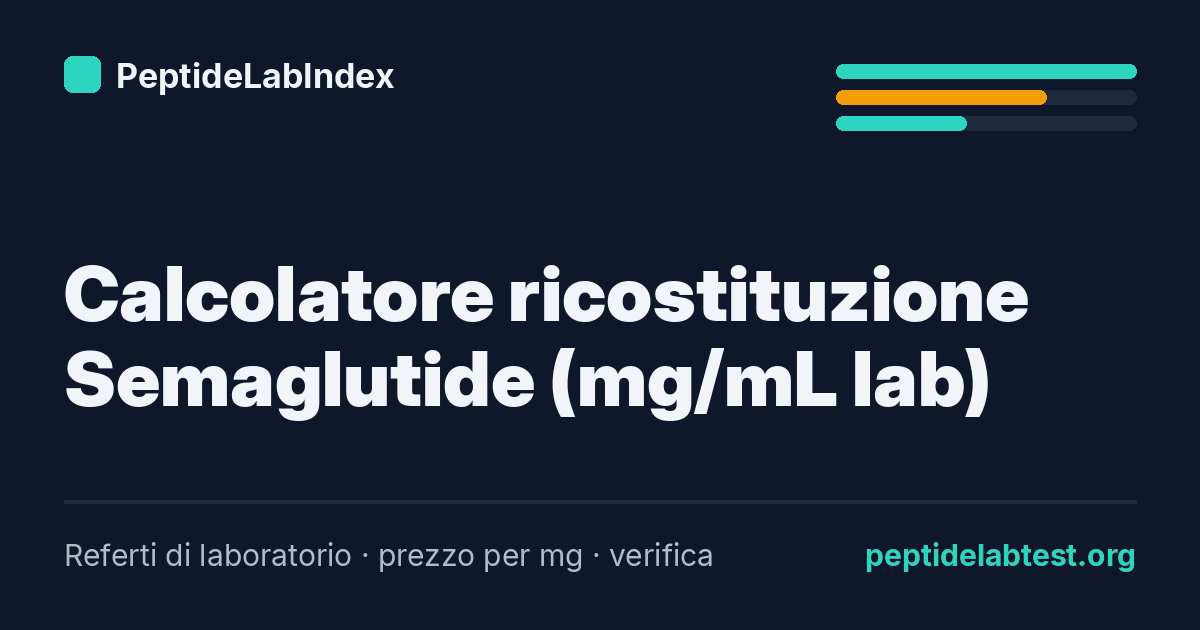 PeptideLabIndex
Calcolatore ricostituzione
Semaglutide (mg/mL lab)
Referti di laboratorio · prezzo per mg · verifica
peptidelabtest.org